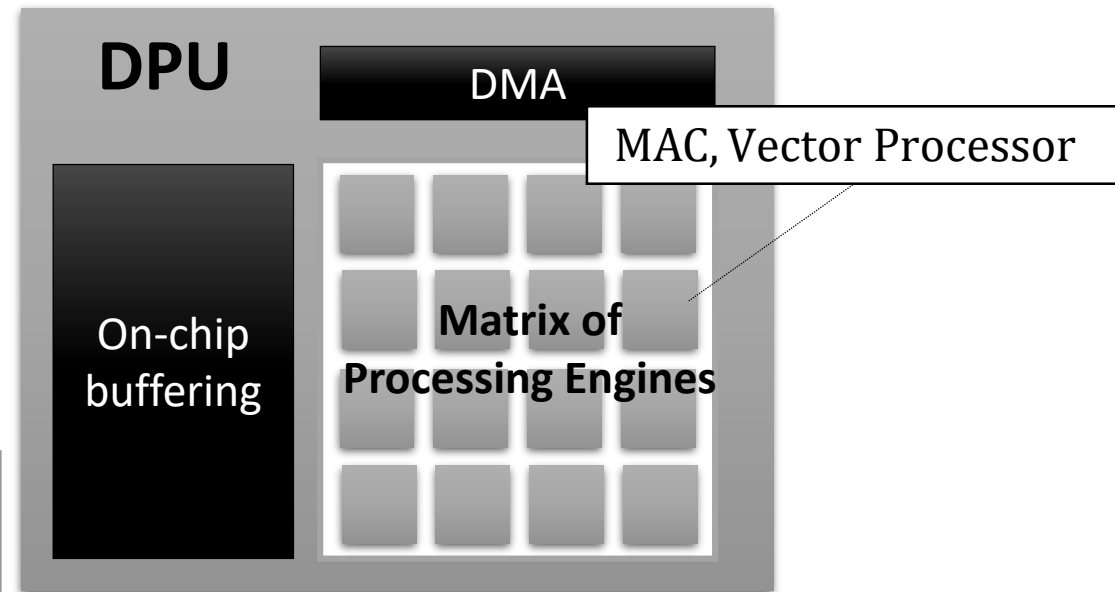 DPU
DMA
MAC, Vector Processor
On-chip
buffering
Matrix of
Processing Engines